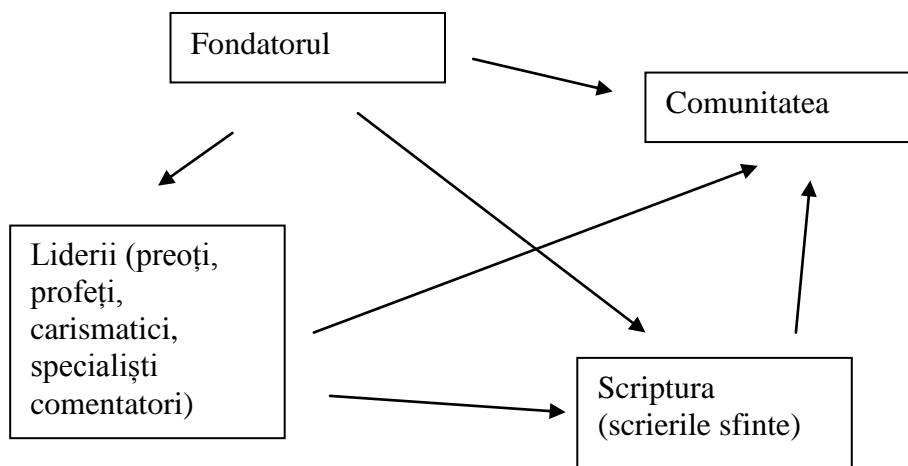 Fondatorul
Comunitatea
Liderii (preoți,
profeți,
carismatici,
specialiști
comentatori)
Scriptura
(scrierile sfinte)